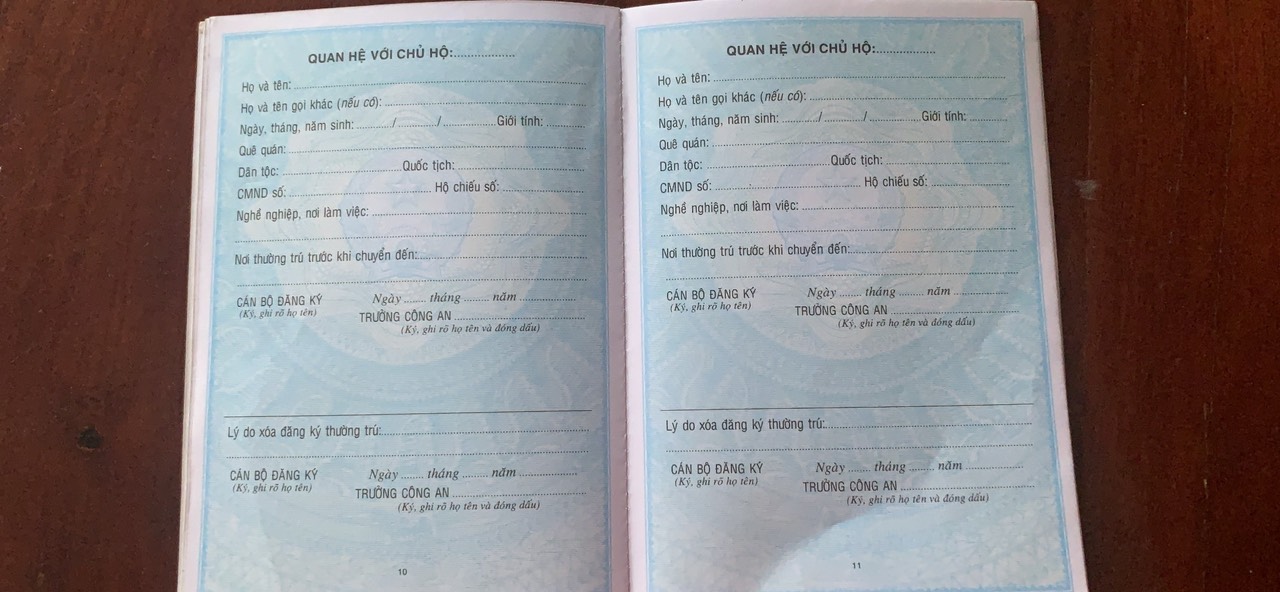 QUAN HỆ VỚI CHỦ HỘ:..................
Họ và tên:
Họ và tên gọi khác (nếu có):
Ngày, tháng, năm sinh:............/............/................Giới tính:............
Quê quán:
Dân tộc:....................................Quốc tịch:
CMND số:.......................................... Hộ chiếu số:
Nghề nghiệp, nơi làm việc:
Nơi thường trú trước khi chuyển đến:
CÁN BỘ ĐĂNG KÝ Ngày ....... tháng ........ năm ................
(Ký, ghi rõ họ tên) TRƯỞNG CÔNG AN
(Ký, ghi rõ họ tên và đóng dấu)
Lý do xóa đăng ký thường trú:
CÁN BỘ ĐĂNG KÝ Ngày ....... tháng ........ năm ................
(Ký, ghi rõ họ tên) TRƯỞNG CÔNG AN
(Ký, ghi rõ họ tên và đóng dấu)
10
QUAN HỆ VỚI CHỦ HỘ:..................
Họ và tên:
Họ và tên gọi khác (nếu có):
Ngày, tháng, năm sinh:............/............/................Giới tính:............
Quê quán:
Dân tộc:....................................Quốc tịch:
CMND số:.......................................... Hộ chiếu số:
Nghề nghiệp, nơi làm việc:
Nơi thường trú trước khi chuyển đến:
CÁN BỘ ĐĂNG KÝ Ngày ....... tháng ........ năm ................
(Ký, ghi rõ họ tên) TRƯỞNG CÔNG AN
(Ký, ghi rõ họ tên và đóng dấu)
Lý do xóa đăng ký thường trú:
CÁN BỘ ĐĂNG KÝ Ngày ....... tháng ........ năm ................
(Ký, ghi rõ họ tên) TRƯỞNG CÔNG AN
(Ký, ghi rõ họ tên và đóng dấu)
11